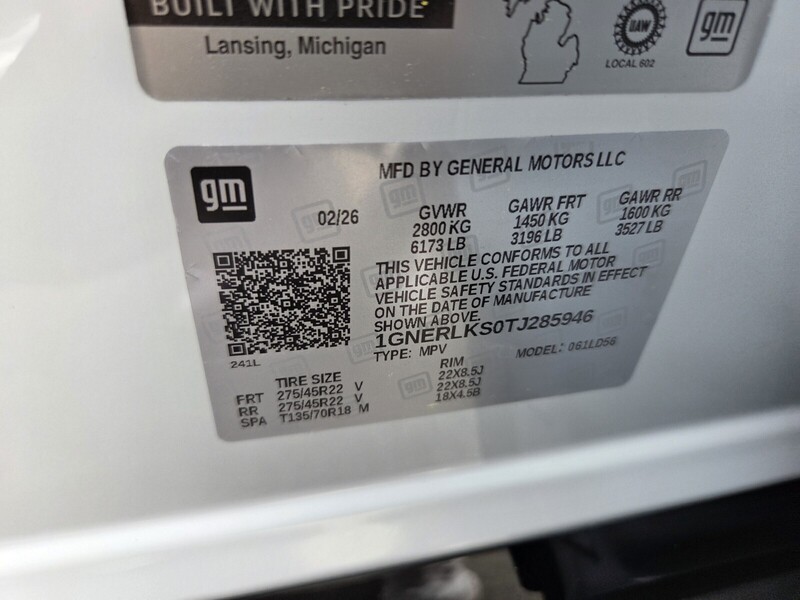 BUILT WITH PRIDE
Lansing, Michigan
UAW
LOCAL 602
gm
gm
MFD BY GENERAL MOTORS LLC
02/26
GVWR GAWR FRT GAWR RR
2800 KG 1450 KG 1600 KG
6173 LB 3196 LB 3527 LB
THIS VEHICLE CONFORMS TO ALL
APPLICABLE U.S. FEDERAL MOTOR
VEHICLE SAFETY STANDARDS IN EFFECT
ON THE DATE OF MANUFACTURE
SHOWN ABOVE.
1GNERLKS0TJ285946
TYPE: MPV MODEL: 061LD56
241L
TIRE SIZE RIM
FRT 275/45R22 V 22X8.5J
RR 275/45R22 V 22X8.5J
SPA T135/70R18 M 18X4.5B